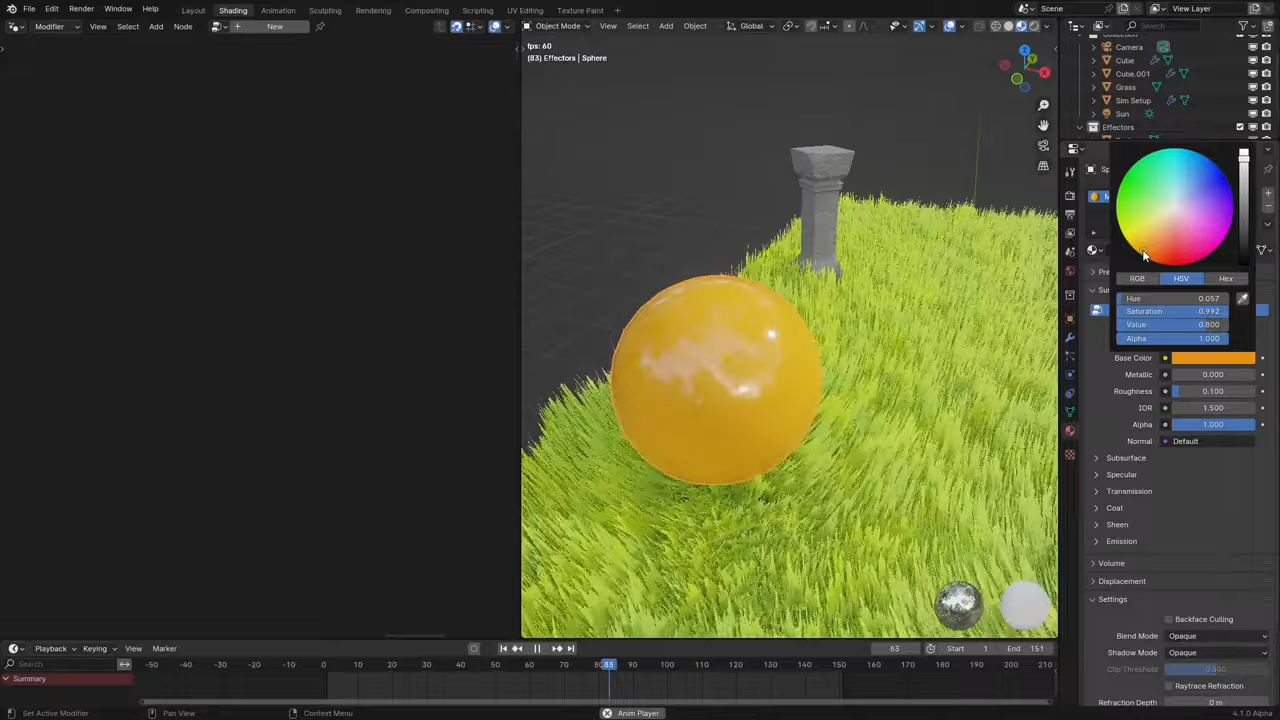 File Edit Render Window Help
Layout Shading Animation Sculpting Rendering Compositing Scripting UV Editing Texture Paint
Scene
View Layer
Modifier View Select Add Node
New
Object Mode View Select Add Object
Global
Search
fps: 60
(83) Effectors | Sphere
Camera
Cube
Cube.001
Grass
Sim Setup
Sun
Effectors
RGB HSV Hex
Hue 0.057
Saturation 0.992
Value 0.800
Alpha 1.000
Base Color
Metallic 0.000
Roughness 0.100
IOR 1.500
Alpha 1.000
Normal Default
Subsurface
Specular
Transmission
Coat
Sheen
Emission
Volume
Displacement
Settings
Backface Culling
Blend Mode Opaque
Shadow Mode Opaque
Clip Threshold 0.500
Raytrace Refraction
Refraction Depth 0 m
Playback Keying View Marker
83 Start 1 End 151
Search
-50 -40 -30 -20 -10 0 10 20 30 40 50 60 70 80 83 90 100 110 120 130 140 150 160 170 180 190 200 210
Summary
Set Active Modifier Pan View Context Menu Anim Player 4.1.0 Alpha